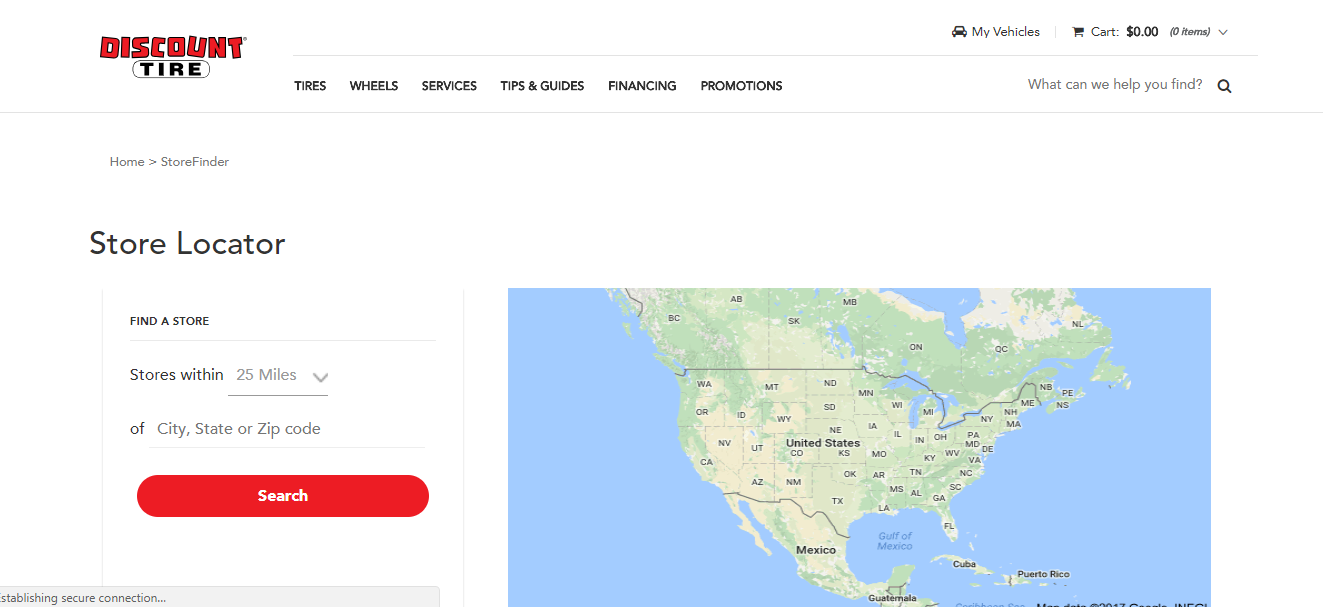 My Vehicles
Cart: $0.00 (0 items)
DISCOUNT
TIRE
TIRES WHEELS SERVICES TIPS & GUIDES FINANCING PROMOTIONS
What can we help you find?
Home > StoreFinder
Store Locator
FIND A STORE
Stores within 25 Miles
of City, State or Zip code
Search
AB
MB
BC
SK
NL
ON
QC
WA
MT
ND
MN
NB
PE
ME
NS
OR
ID
SD
WI
MI
NH
WY
NY
MA
IA
NE
PA
NV
UT
United States
IL
IN
OH
MD
DE
CO
KS
MO
WV
KY
VA
CA
OK
AR
TN
NC
AZ
NM
MS
AL
SC
GA
TX
LA
FL
Gulf of
Mexico
Mexico
Cuba
Puerto Rico
Guatemala
Caribbean Sea
Map data ©2017 Google, INEGI
Establishing secure connection...